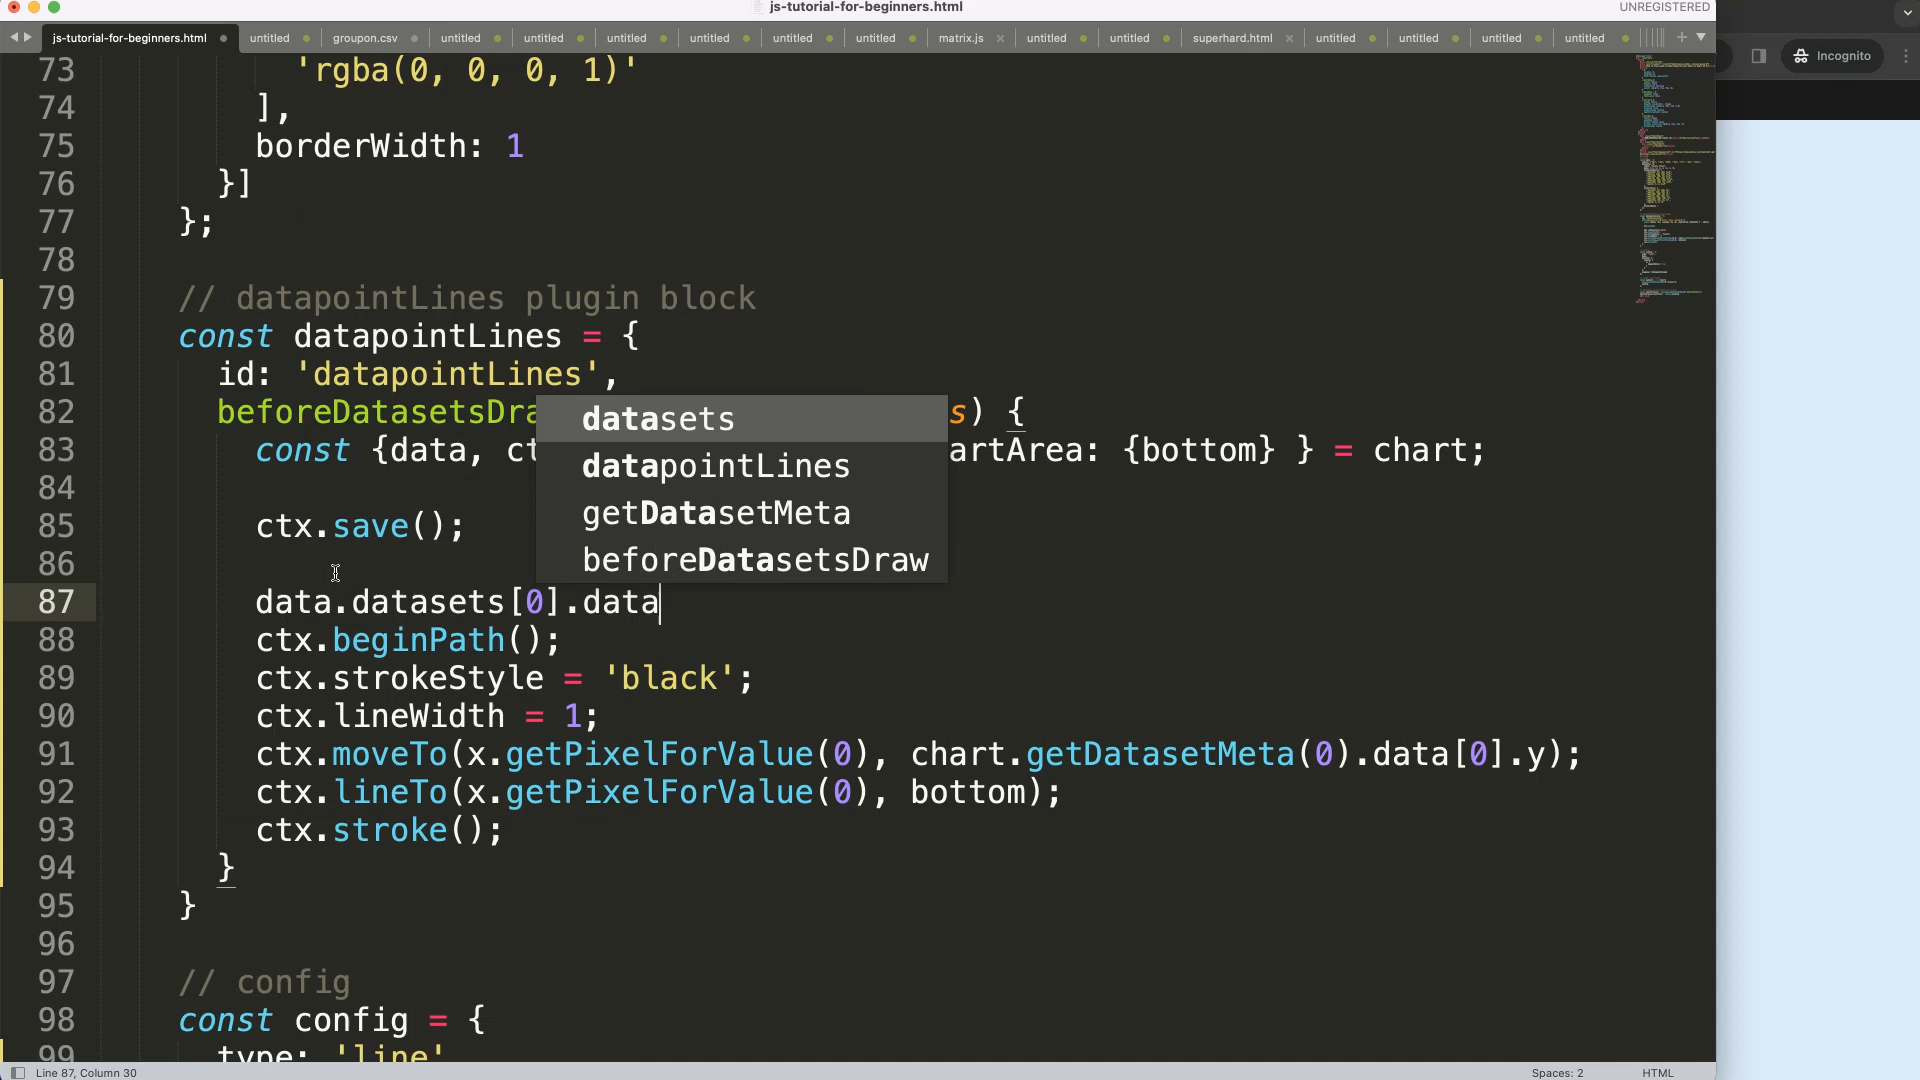 js-tutorial-for-beginners.html
UNREGISTERED
js-tutorial-for-beginners.html untitled groupon.csv untitled untitled untitled untitled untitled untitled matrix.js untitled untitled superhard.html untitled untitled untitled untitled
Incognito
73 'rgba(0, 0, 0, 1)'
74 ],
75 borderWidth: 1
76 }]
77 };
78
79 // datapointLines plugin block
80 const datapointLines = {
81 id: 'datapointLines',
82 beforeDatasetsDra s) {
datasets
83 const {data, ct artArea: {bottom} } = chart;
datapointLines
84
getDatasetMeta
85 ctx.save();
beforeDatasetsDraw
86
87 data.datasets[0].data
88 ctx.beginPath();
89 ctx.strokeStyle = 'black';
90 ctx.lineWidth = 1;
91 ctx.moveTo(x.getPixelForValue(0), chart.getDatasetMeta(0).data[0].y);
92 ctx.lineTo(x.getPixelForValue(0), bottom);
93 ctx.stroke();
94 }
95 }
96
97 // config
98 const config = {
99 type: 'line'
Line 87, Column 30
Spaces: 2
HTML